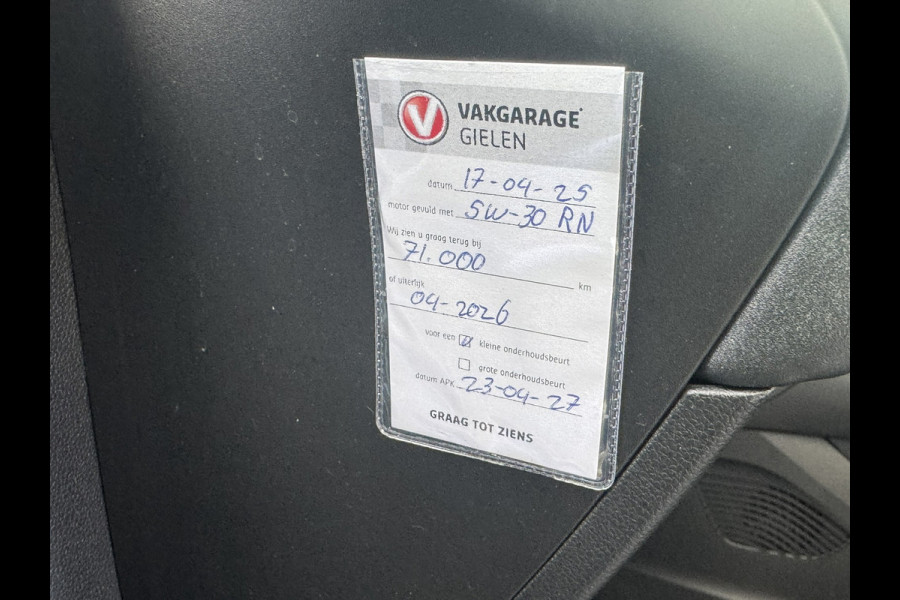 VAKGARAGE
GIELEN
datum 17-04-25
motor gevuld met 5W-30 RN
Wij zien u graag terug bij
71.000 km
of uiterlijk
04-2026
voor een ☑ kleine onderhoudsbeurt
☐ grote onderhoudsbeurt
datum APK 23-04-27
GRAAG TOT ZIENS